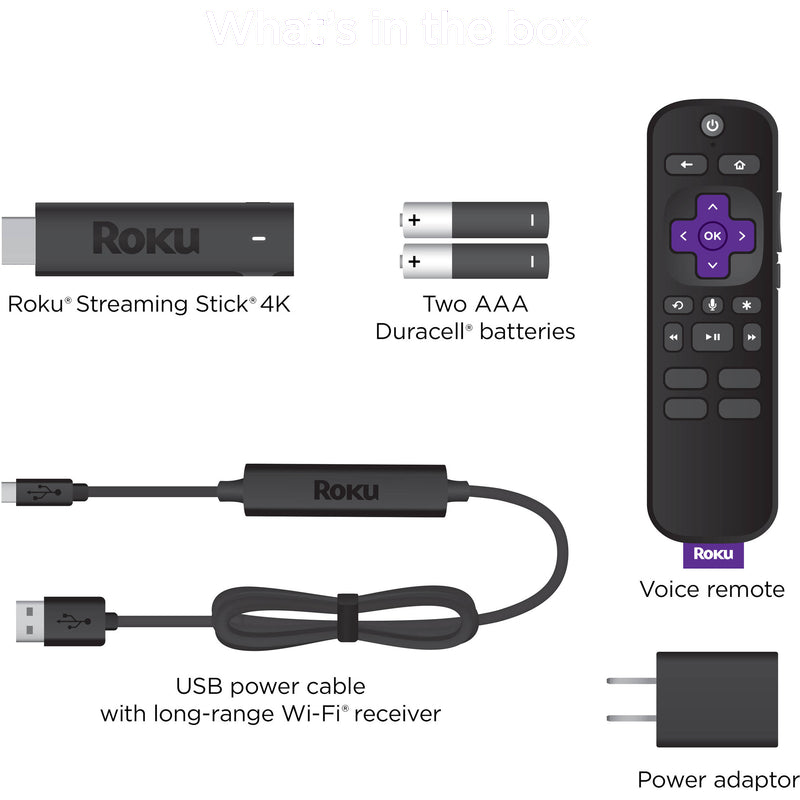 What's in the box
Roku
Roku® Streaming Stick® 4K
+
+
Two AAA
Duracell® batteries
OK
Roku
Voice remote
Roku
USB power cable
with long-range Wi-Fi® receiver
Power adaptor